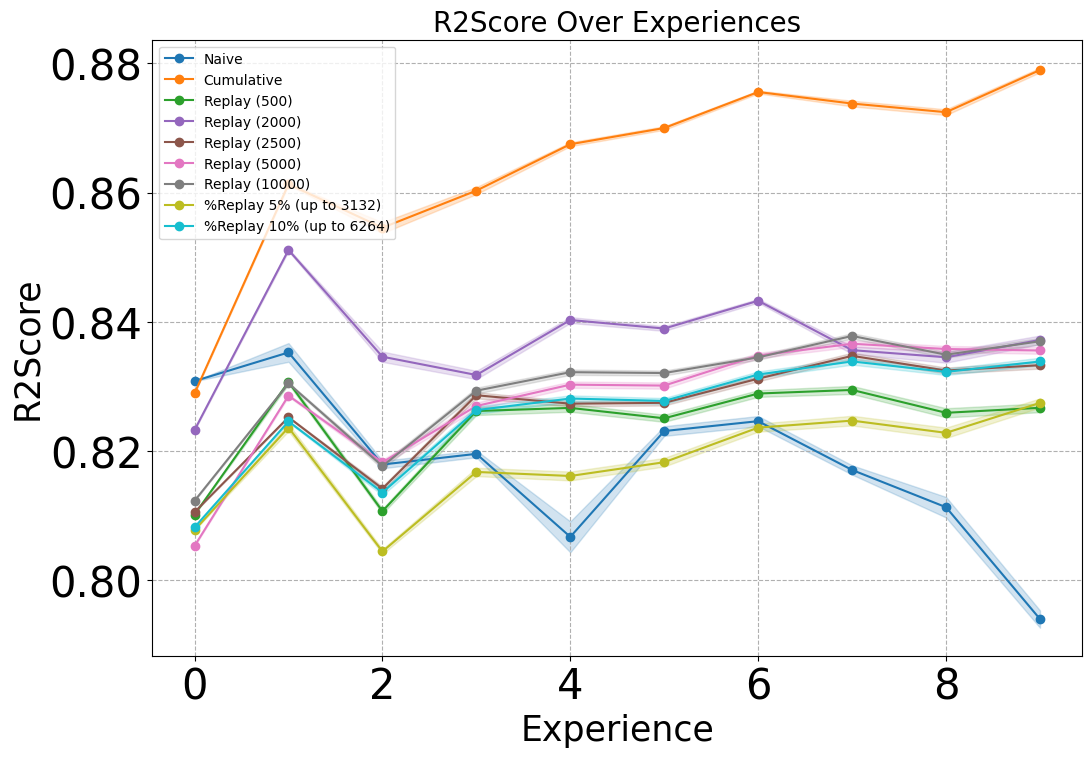 R2Score Over Experiences
R2Score
0.88
0.86
0.84
0.82
0.80
Naive
Cumulative
Replay (500)
Replay (2000)
Replay (2500)
Replay (5000)
Replay (10000)
%Replay 5% (up to 3132)
%Replay 10% (up to 6264)
0 2 4 6 8
Experience